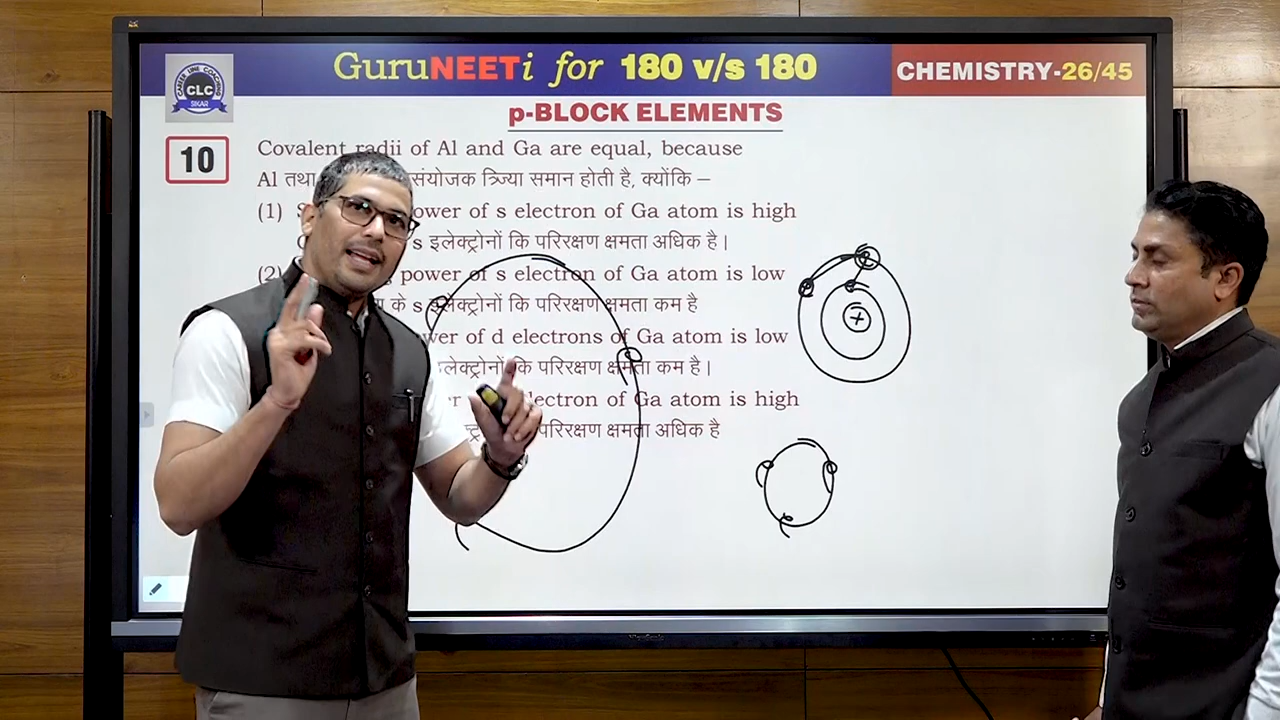 GuruNEETi for 180 v/s 180
CHEMISTRY-26/45
CAREER LINE COACHING
CLC
SIKAR
p-BLOCK ELEMENTS
10
Covalent radii of Al and Ga are equal, because
Al तथा संयोजक त्रिज्या समान होती है, क्योंकि –
(1) ower of s electron of Ga atom is high
s इलेक्ट्रोनों कि परिरक्षण क्षमता अधिक है।
(2) power of s electron of Ga atom is low
के s इलेक्ट्रोनों कि परिरक्षण क्षमता कम है
wer of d electrons of Ga atom is low
इलेक्ट्रोनों कि परिरक्षण क्षमता कम है।
electron of Ga atom is high
परिरक्षण क्षमता अधिक है
+